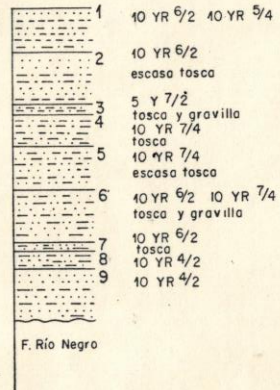 1 10 YR 6/2 10 YR 5/4
2 10 YR 6/2
escasa tosca
3 5 Y 7/2
tosca y gravilla
4 10 YR 7/4
tosca
5 10 YR 7/4
escasa tosca
6 10 YR 6/2 10 YR 7/4
tosca y gravilla
7 10 YR 6/2
tosca
8 10 YR 4/2
9 10 YR 4/2
F. Río Negro